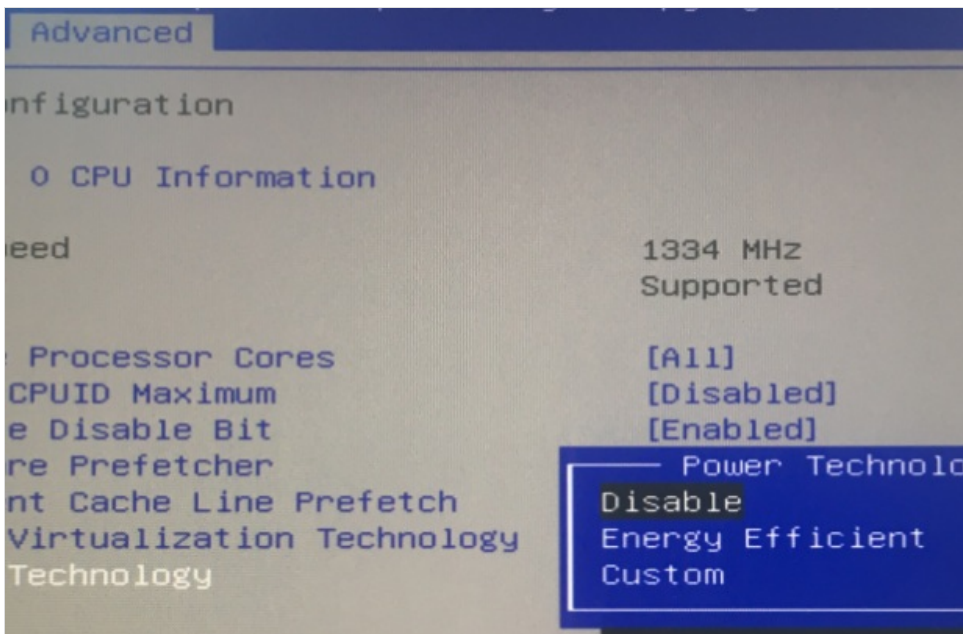 Advanced
nfiguration
0 CPU Information
eed 1334 MHz
Supported
Processor Cores [All]
CPUID Maximum [Disabled]
e Disable Bit [Enabled]
re Prefetcher
Power Technolo
nt Cache Line Prefetch
Disable
Virtualization Technology
Energy Efficient
Technology
Custom